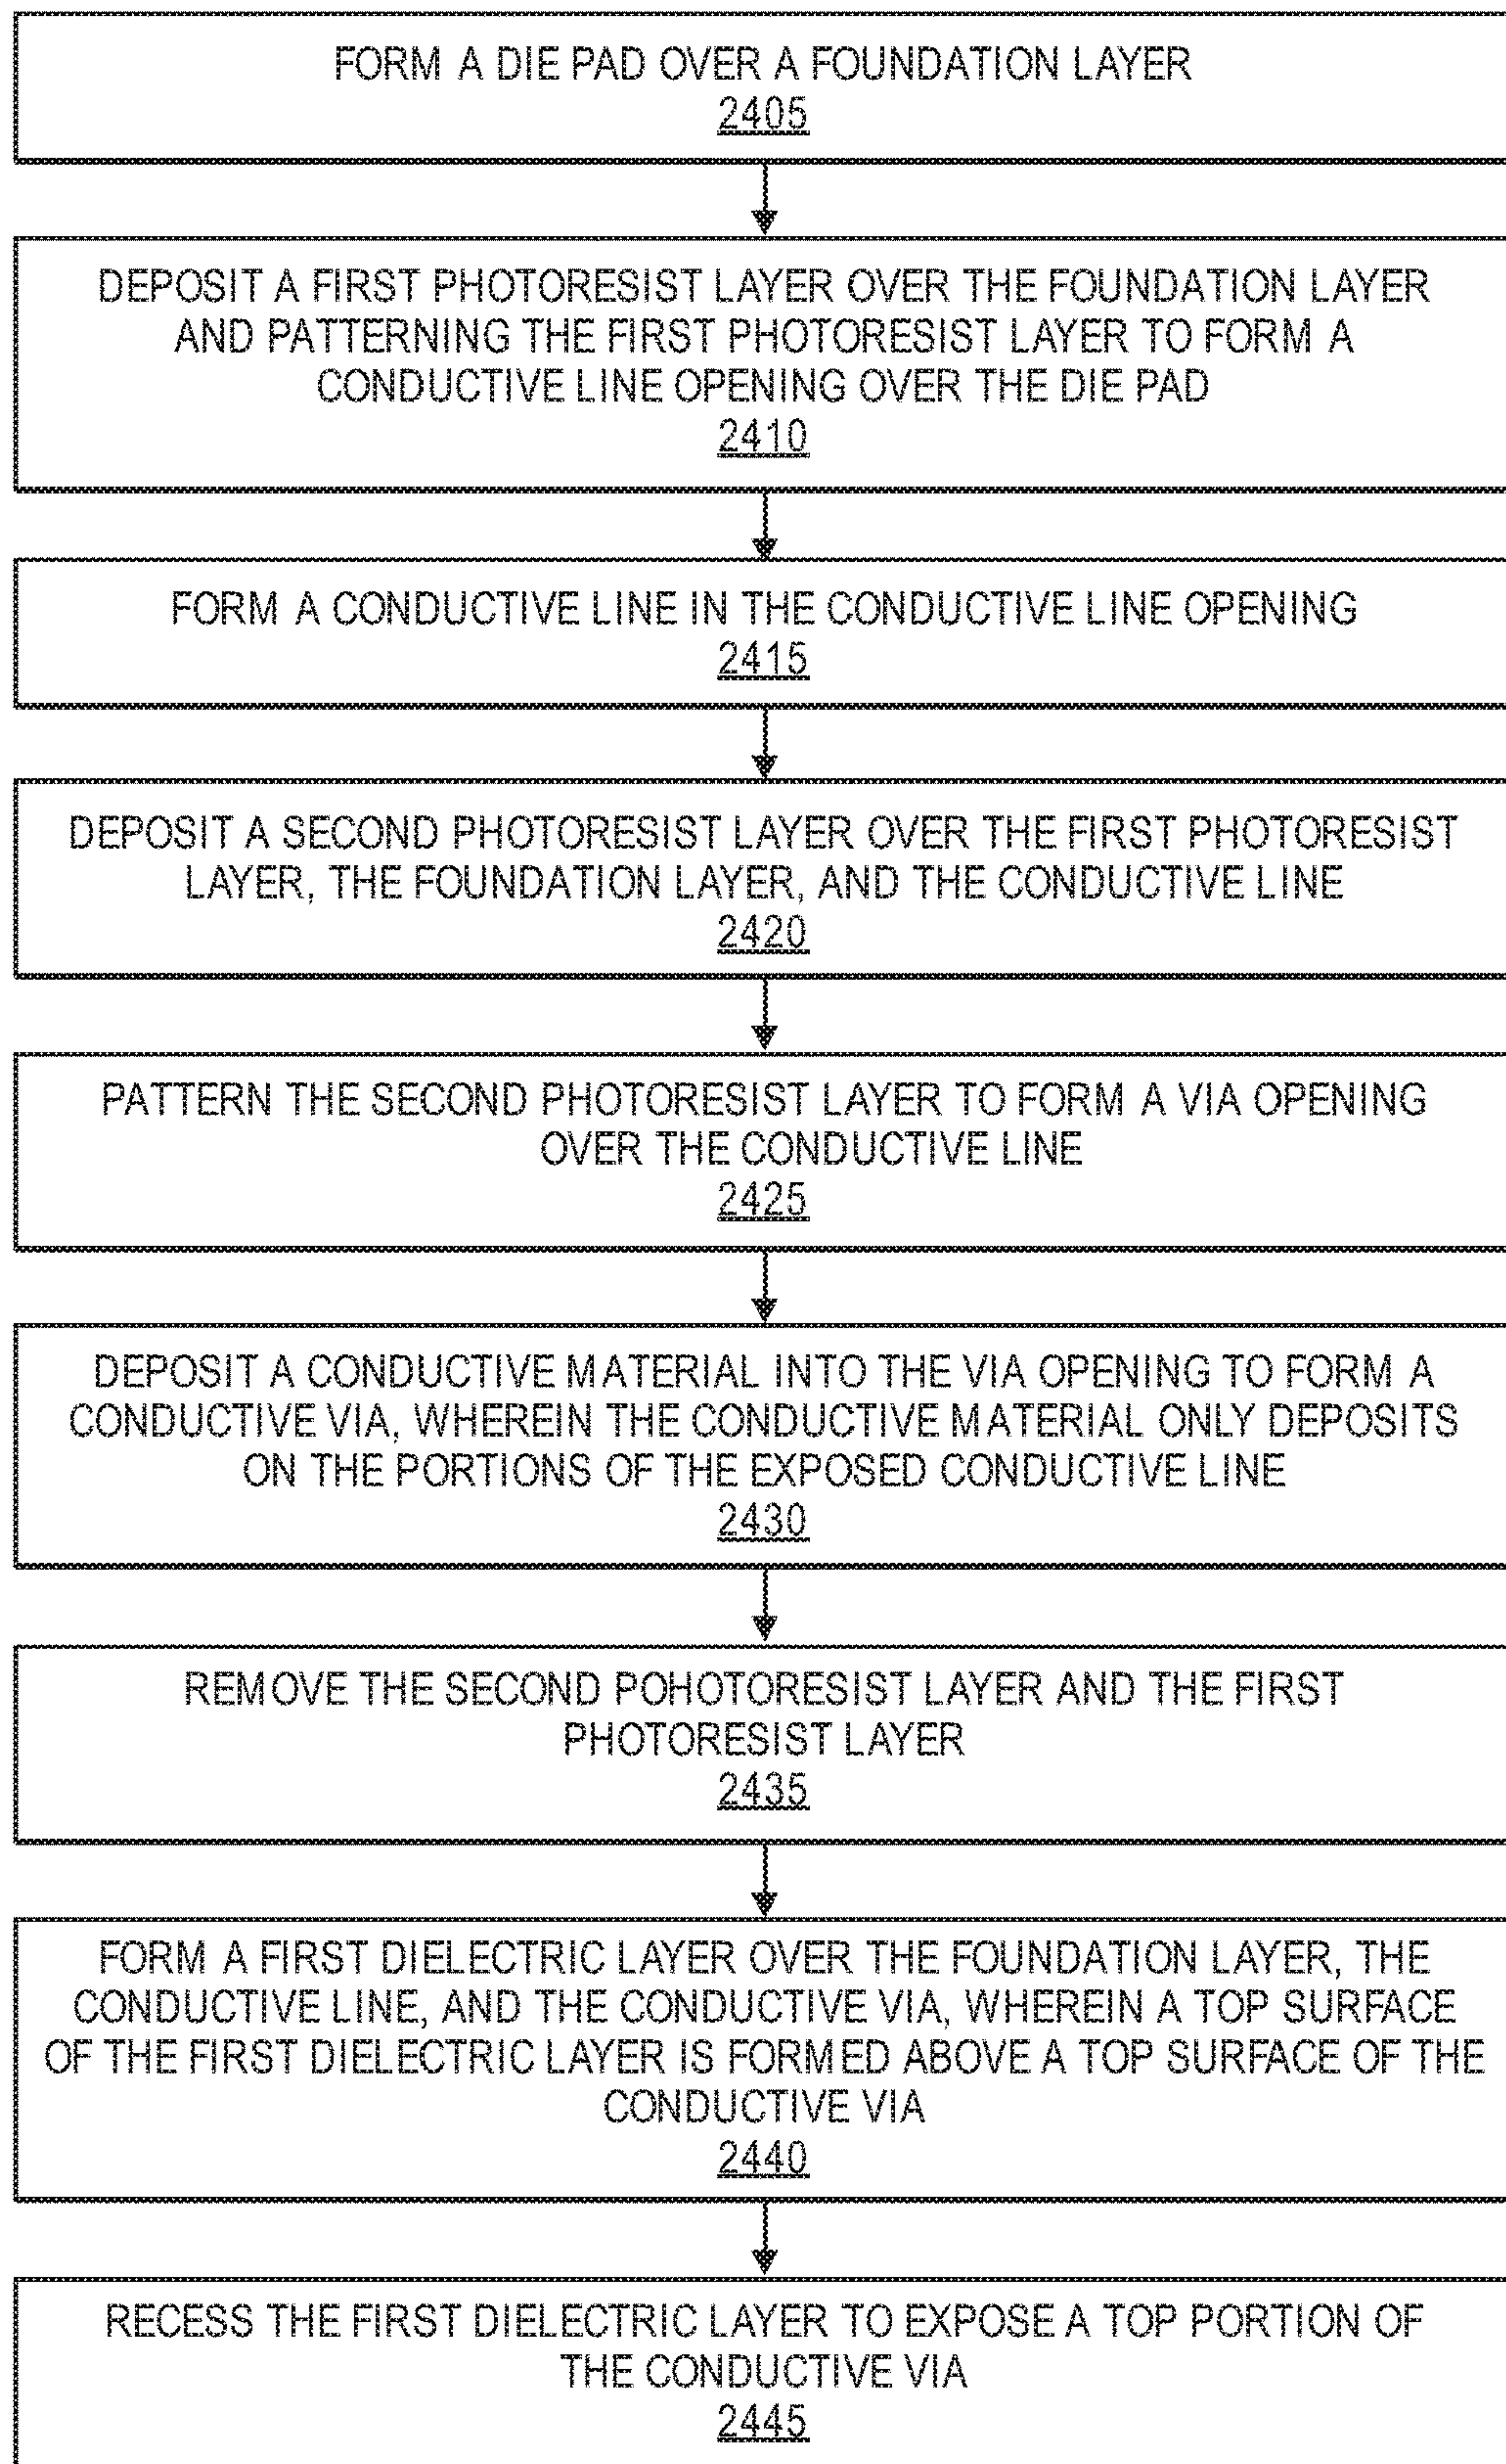 FORM A DIE PAD OVER A FOUNDATION LAYER
2405
DEPOSIT A FIRST PHOTORESIST LAYER OVER THE FOUNDATION LAYER
AND PATTERNING THE FIRST PHOTORESIST LAYER TO FORM A
CONDUCTIVE LINE OPENING OVER THE DIE PAD
2410
FORM A CONDUCTIVE LINE IN THE CONDUCTIVE LINE OPENING
2415
DEPOSIT A SECOND PHOTORESIST LAYER OVER THE FIRST PHOTORESIST
LAYER, THE FOUNDATION LAYER, AND THE CONDUCTIVE LINE
2420
PATTERN THE SECOND PHOTORESIST LAYER TO FORM A VIA OPENING
OVER THE CONDUCTIVE LINE
2425
DEPOSIT A CONDUCTIVE MATERIAL INTO THE VIA OPENING TO FORM A
CONDUCTIVE VIA, WHEREIN THE CONDUCTIVE MATERIAL ONLY DEPOSITS
ON THE PORTIONS OF THE EXPOSED CONDUCTIVE LINE
2430
REMOVE THE SECOND POHOTORESIST LAYER AND THE FIRST
PHOTORESIST LAYER
2435
FORM A FIRST DIELECTRIC LAYER OVER THE FOUNDATION LAYER, THE
CONDUCTIVE LINE, AND THE CONDUCTIVE VIA, WHEREIN A TOP SURFACE
OF THE FIRST DIELECTRIC LAYER IS FORMED ABOVE A TOP SURFACE OF THE
CONDUCTIVE VIA
2440
RECESS THE FIRST DIELECTRIC LAYER TO EXPOSE A TOP PORTION OF
THE CONDUCTIVE VIA
2445